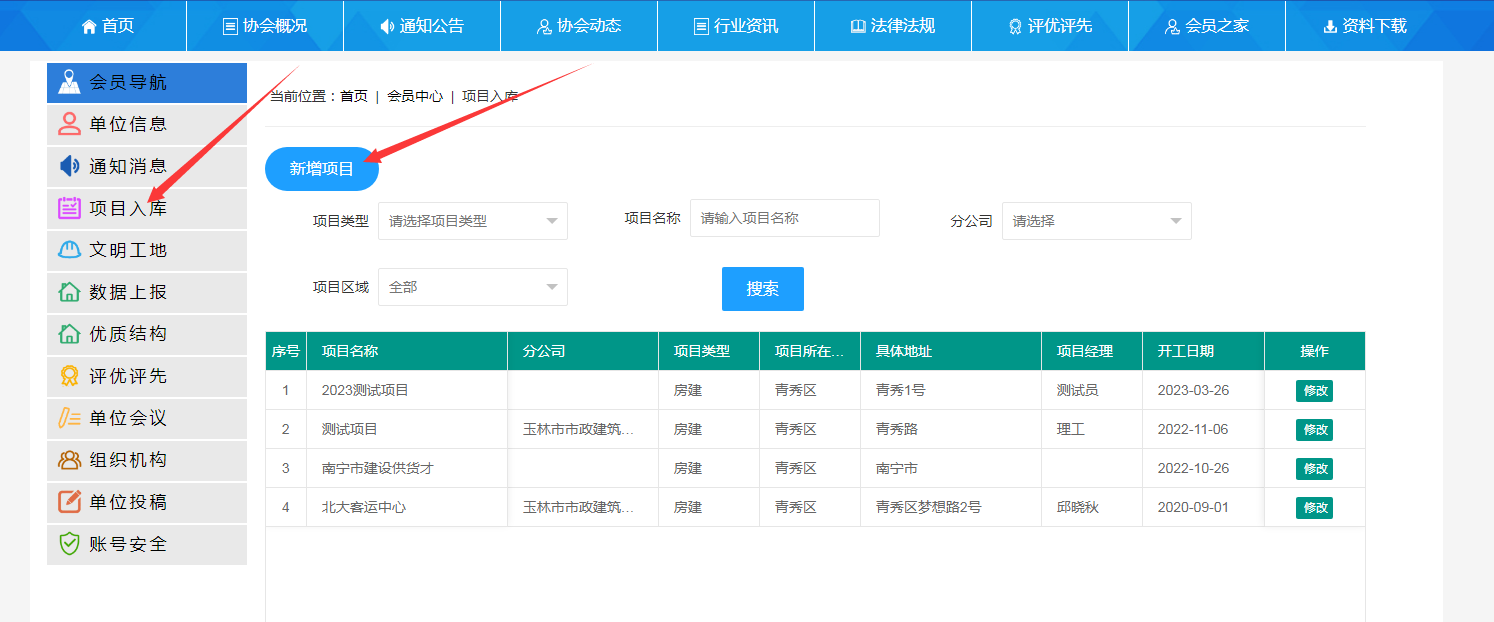 首页 协会概况 通知公告 协会动态 行业资讯 法律法规 评优评先 会员之家 资料下载
会员导航
单位信息
通知消息
项目入库
文明工地
数据上报
优质结构
评优评先
单位会议
组织机构
单位投稿
账号安全
当前位置：首页 | 会员中心 | 项目入库
新增项目
项目类型 请选择项目类型 项目名称 请输入项目名称 分公司 请选择
项目区域 全部 搜索
序号 项目名称 分公司 项目类型 项目所在... 具体地址 项目经理 开工日期 操作
1 2023测试项目 房建 青秀区 青秀1号 测试员 2023-03-26 修改
2 测试项目 玉林市市政建筑... 房建 青秀区 青秀路 理工 2022-11-06 修改
3 南宁市建设供货才 房建 青秀区 南宁市 2022-10-26 修改
4 北大客运中心 玉林市市政建筑... 房建 青秀区 青秀区梦想路2号 邱晓秋 2020-09-01 修改